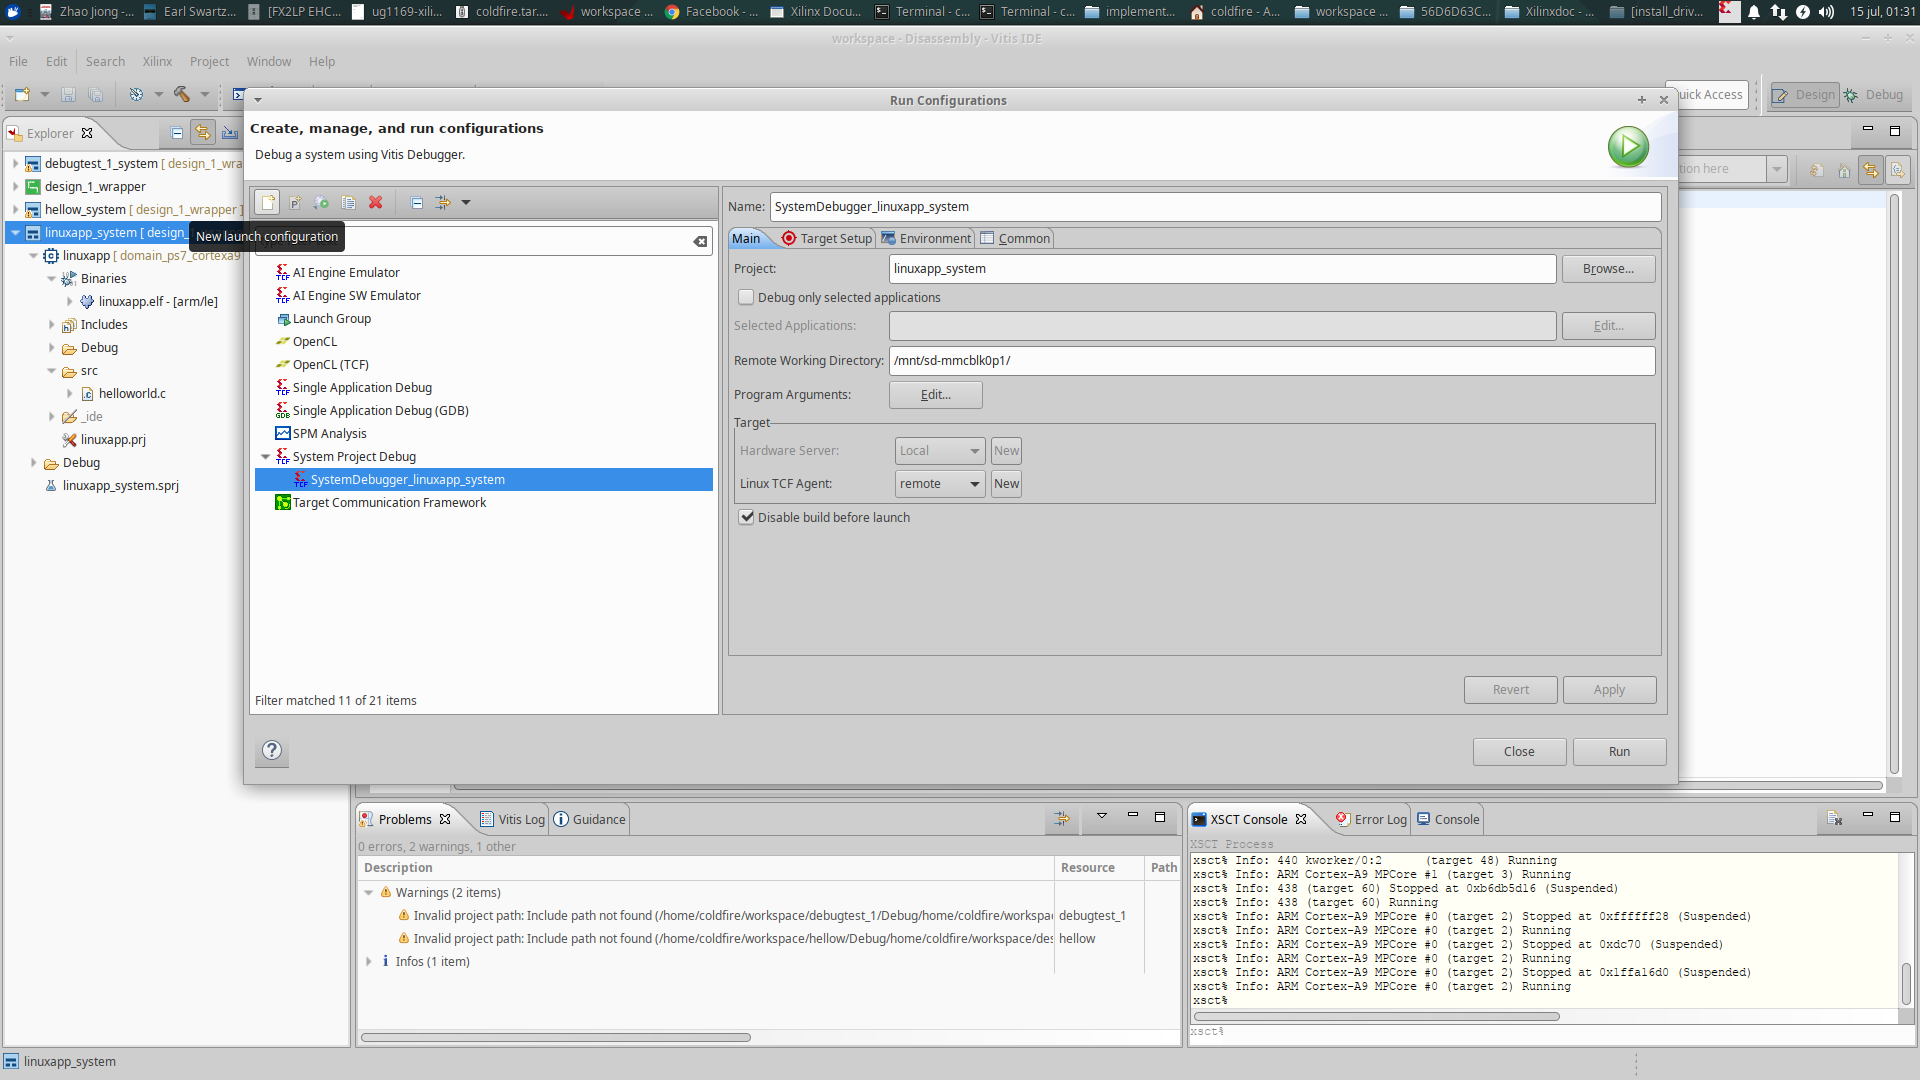 Zhao Jiong -... Earl Swartz... [FX2LP EHC... ug1169-xili... coldfire.tar.... workspace ... Facebook - ... Xilinx Docu... Terminal - c... Terminal - c... implement... coldfire - A... workspace ... 56D6D63C... Xilinxdoc - ... [install_driv... 15 jul, 01:31
workspace - Disassembly - Vitis IDE
File Edit Search Xilinx Project Window Help
uick Access Design Debug
Run Configurations
Create, manage, and run configurations
Debug a system using Vitis Debugger.
Explorer
debugtest_1_system [ design_1_wra
design_1_wrapper
hellow_system [ design_1_wrapper ]
linuxapp_system [ design_
New launch configuration
linuxapp [ domain_ps7_cortexa9
Binaries
linuxapp.elf - [arm/le]
Includes
Debug
src
helloworld.c
_ide
linuxapp.prj
Debug
linuxapp_system.sprj
AI Engine Emulator
AI Engine SW Emulator
Launch Group
OpenCL
OpenCL (TCF)
Single Application Debug
Single Application Debug (GDB)
SPM Analysis
System Project Debug
SystemDebugger_linuxapp_system
Target Communication Framework
Filter matched 11 of 21 items
Name: SystemDebugger_linuxapp_system
Main Target Setup Environment Common
Project: linuxapp_system Browse...
Debug only selected applications
Selected Applications: Edit...
Remote Working Directory: /mnt/sd-mmcblk0p1/
Program Arguments: Edit...
Target
Hardware Server: Local New
Linux TCF Agent: remote New
Disable build before launch
Revert Apply
Close Run
tion here
Problems Vitis Log Guidance
0 errors, 2 warnings, 1 other
Description Resource Path
Warnings (2 items)
Invalid project path: Include path not found (/home/coldfire/workspace/debugtest_1/Debug/home/coldfire/workspa debugtest_1
Invalid project path: Include path not found (/home/coldfire/workspace/hellow/Debug/home/coldfire/workspace/des hellow
Infos (1 item)
XSCT Console Error Log Console
XSCT Process
xsct% Info: 440 kworker/0:2 (target 48) Running
xsct% Info: ARM Cortex-A9 MPCore #1 (target 3) Running
xsct% Info: 438 (target 60) Stopped at 0xb6db5d16 (Suspended)
xsct% Info: 438 (target 60) Running
xsct% Info: ARM Cortex-A9 MPCore #0 (target 2) Stopped at 0xffffff28 (Suspended)
xsct% Info: ARM Cortex-A9 MPCore #0 (target 2) Running
xsct% Info: ARM Cortex-A9 MPCore #0 (target 2) Stopped at 0xdc70 (Suspended)
xsct% Info: ARM Cortex-A9 MPCore #0 (target 2) Running
xsct% Info: ARM Cortex-A9 MPCore #0 (target 2) Stopped at 0x1ffa16d0 (Suspended)
xsct% Info: ARM Cortex-A9 MPCore #0 (target 2) Running
xsct%
xsct%
linuxapp_system